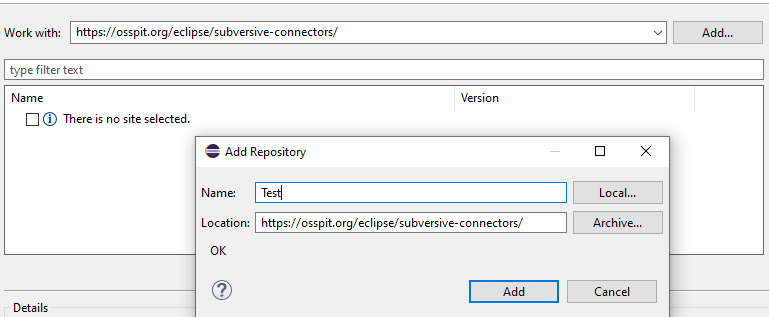 Work with: https://osspit.org/eclipse/subversive-connectors/ Add...
type filter text
Name Version
There is no site selected.
Add Repository
Name: Test Local...
Location: https://osspit.org/eclipse/subversive-connectors/ Archive...
OK
? Add Cancel
Details